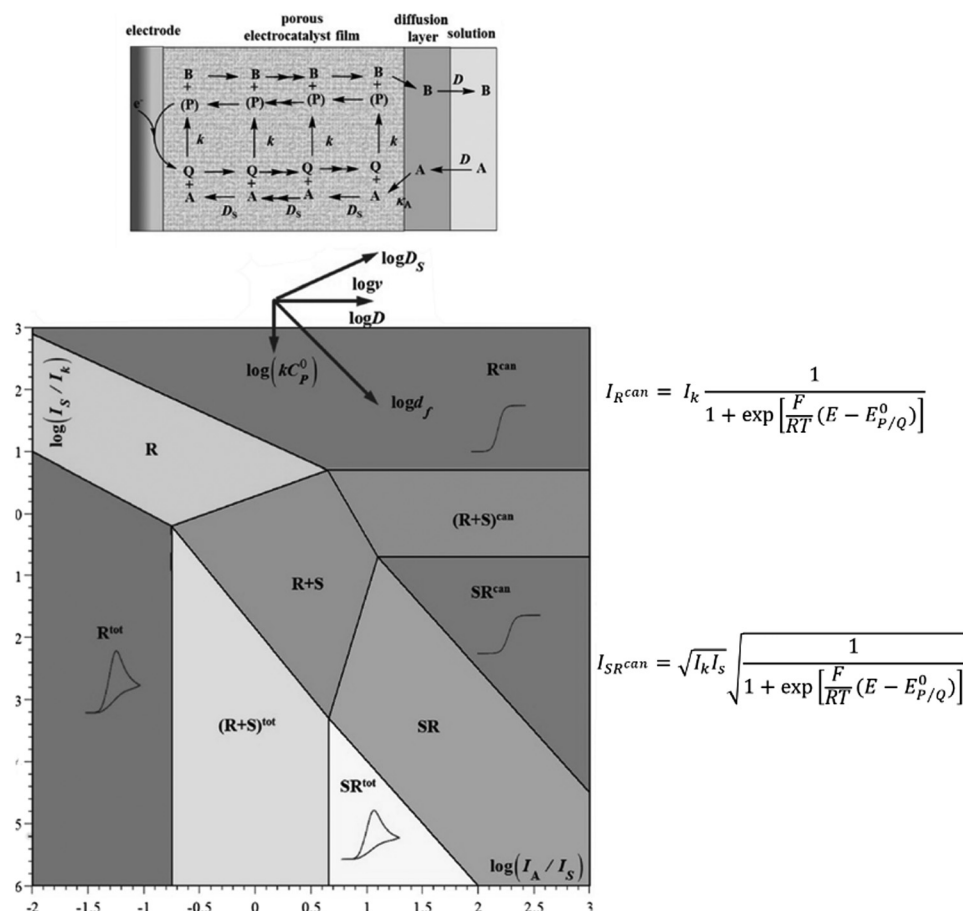 electrode
porous
electrocatalyst film
diffusion
layer
solution
B B B B
+ + + +
(P) (P) (P) (P)
B D B
e⁻
k k k k
Q Q Q Q
+ + + +
A A A A
A D A
D_S D_S D_S
κ_A
logD_S
logν
logD
log(kC_P^0)
logd_f
log(I_S / I_k)
3
2
1
0
1
2
3
4
5
6
R^can
R
(R+S)^can
R+S
SR^can
R^tot
(R+S)^tot
SR
SR^tot
log(I_A / I_S)
-2 -1.5 -1 -0.5 0 0.5 1 1.5 2 2.5 3
I_{R^can} = I_k 1 / (1 + exp[F/RT (E − E^0_{P/Q})])
I_{SR^can} = √(I_k I_s) √(1 / (1 + exp[F/RT (E − E^0_{P/Q})]))